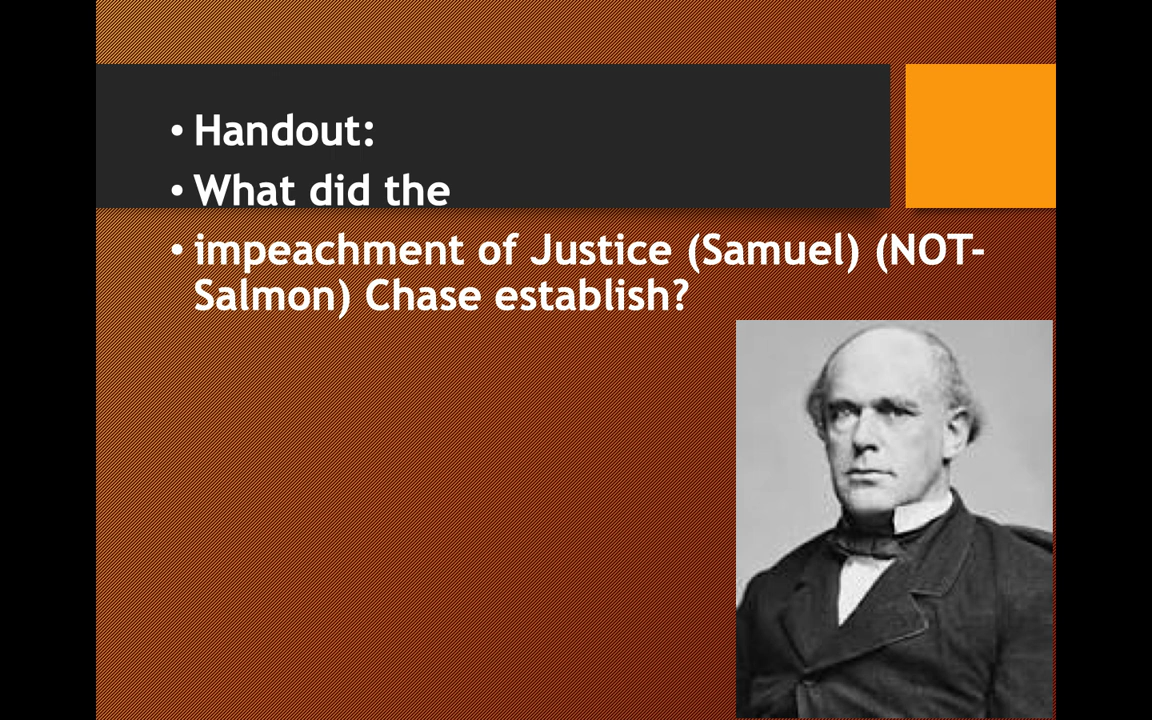 • Handout:
• What did the
• impeachment of Justice (Samuel) (NOT-
Salmon) Chase establish?